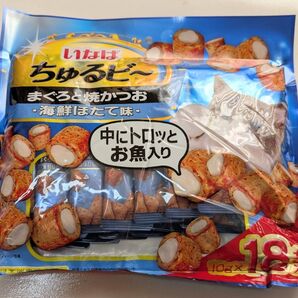 いなば
ちゅるビ〜
まぐろと焼かつお
・海鮮ほたて味・
中にトロッと
お魚入り
10g×18